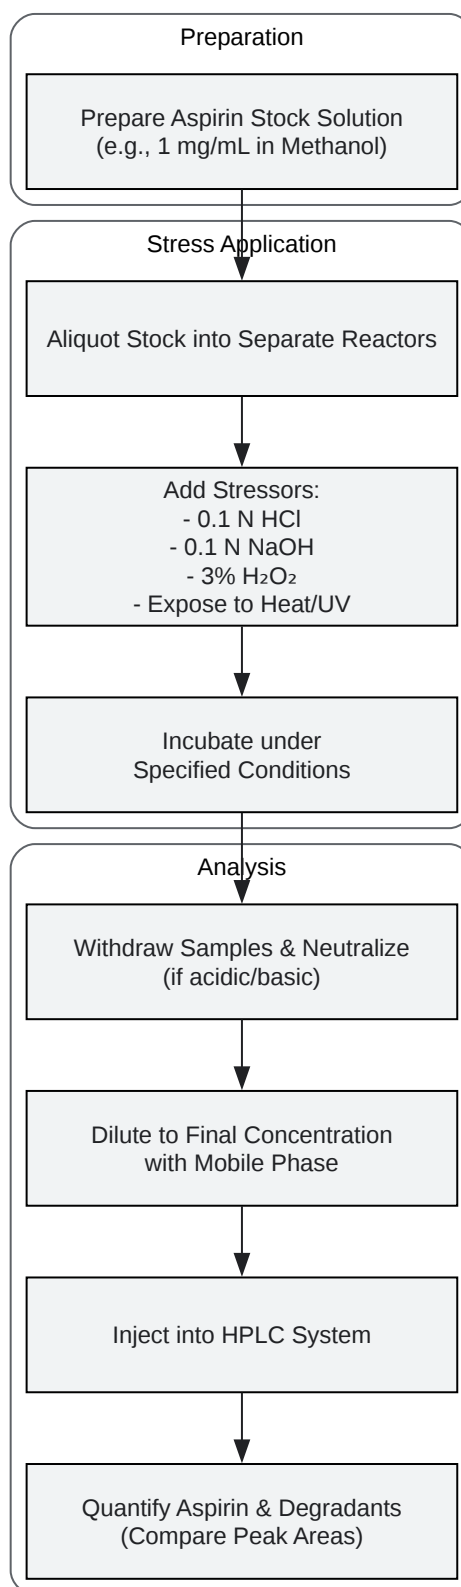 Preparation
Prepare Aspirin Stock Solution
(e.g., 1 mg/mL in Methanol)
Stress Application
Aliquot Stock into Separate Reactors
Add Stressors:
- 0.1 N HCl
- 0.1 N NaOH
- 3% H₂O₂
- Expose to Heat/UV
Incubate under
Specified Conditions
Analysis
Withdraw Samples & Neutralize
(if acidic/basic)
Dilute to Final Concentration
with Mobile Phase
Inject into HPLC System
Quantify Aspirin & Degradants
(Compare Peak Areas)